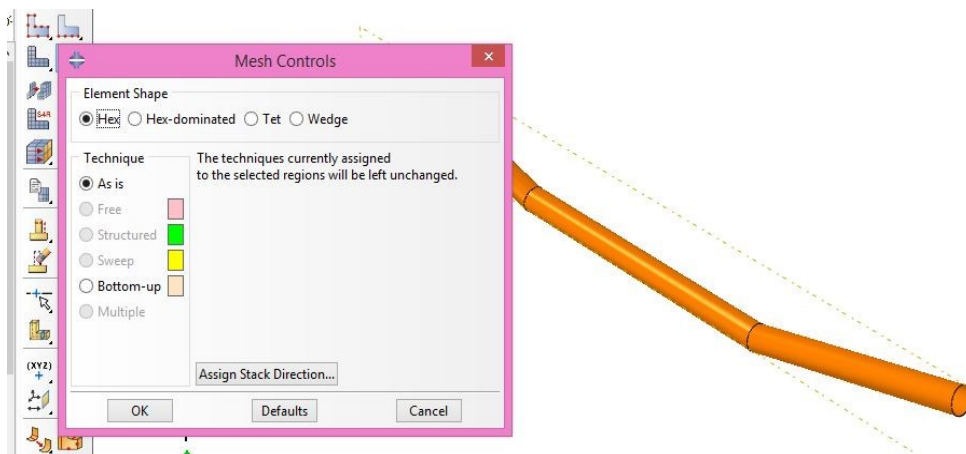 Mesh Controls
Element Shape
Hex Hex-dominated Tet Wedge
Technique
As is
Free
Structured
Sweep
Bottom-up
Multiple
The techniques currently assigned
to the selected regions will be left unchanged.
Assign Stack Direction...
OK Defaults Cancel
S4R
(XYZ)